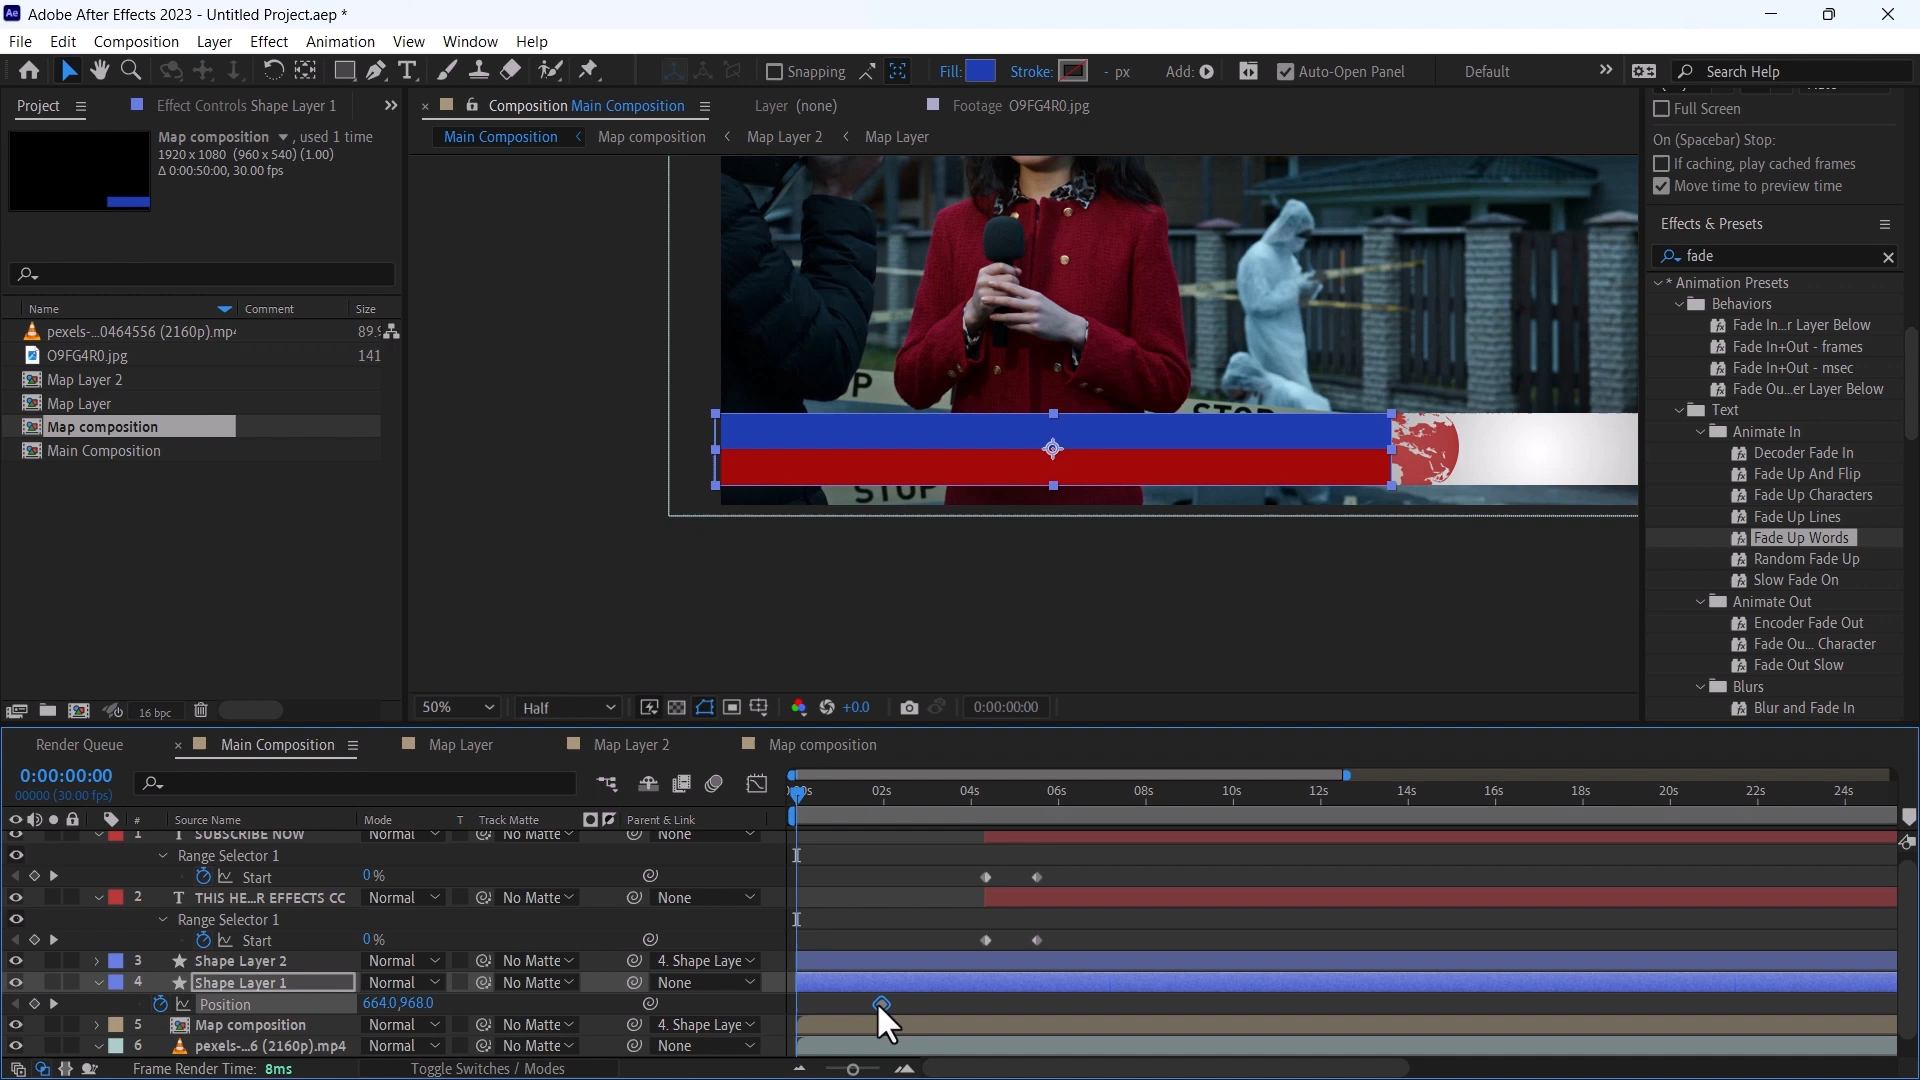 Adobe After Effects 2023 - Untitled Project.aep *
File Edit Composition Layer Effect Animation View Window Help
Snapping Fill: Stroke: - px Add: Auto-Open Panel Default Search Help
Project Effect Controls Shape Layer 1 Composition Main Composition Layer (none) Footage O9FG4R0.jpg
Main Composition Map composition Map Layer 2 Map Layer
Full Screen
On (Spacebar) Stop:
If caching, play cached frames
Move time to preview time
Map composition , used 1 time
1920 x 1080 (960 x 540) (1.00)
Δ 0:00:50:00, 30.00 fps
Effects & Presets
fade
* Animation Presets
Behaviors
Fade In...r Layer Below
Fade In+Out - frames
Fade In+Out - msec
Fade Ou...er Layer Below
Text
Animate In
Decoder Fade In
Fade Up And Flip
Fade Up Characters
Fade Up Lines
Fade Up Words
Random Fade Up
Slow Fade On
Animate Out
Encoder Fade Out
Fade Ou... Character
Fade Out Slow
Blurs
Blur and Fade In
Name Comment Size
pexels-...0464556 (2160p).mp4 89.
O9FG4R0.jpg 141
Map Layer 2
Map Layer
Map composition
Main Composition
STOP
STOP
16 bpc
50% Half +0.0 0:00:00:00
Render Queue Main Composition Map Layer Map Layer 2 Map composition
0:00:00:00
00000 (30.00 fps)
02s 04s 06s 08s 10s 12s 14s 16s 18s 20s 22s 24s
# Source Name Mode T Track Matte Parent & Link
1 T SUBSCRIBE NOW Normal No Matte None
Range Selector 1
Start 0 %
2 T THIS HE...R EFFECTS CC Normal No Matte None
Range Selector 1
Start 0 %
3 Shape Layer 2 Normal No Matte 4. Shape Laye
4 Shape Layer 1 Normal No Matte None
Position 664.0,968.0
5 Map composition Normal No Matte 4. Shape Laye
6 pexels-...6 (2160p).mp4 Normal No Matte None
Frame Render Time: 8ms Toggle Switches / Modes